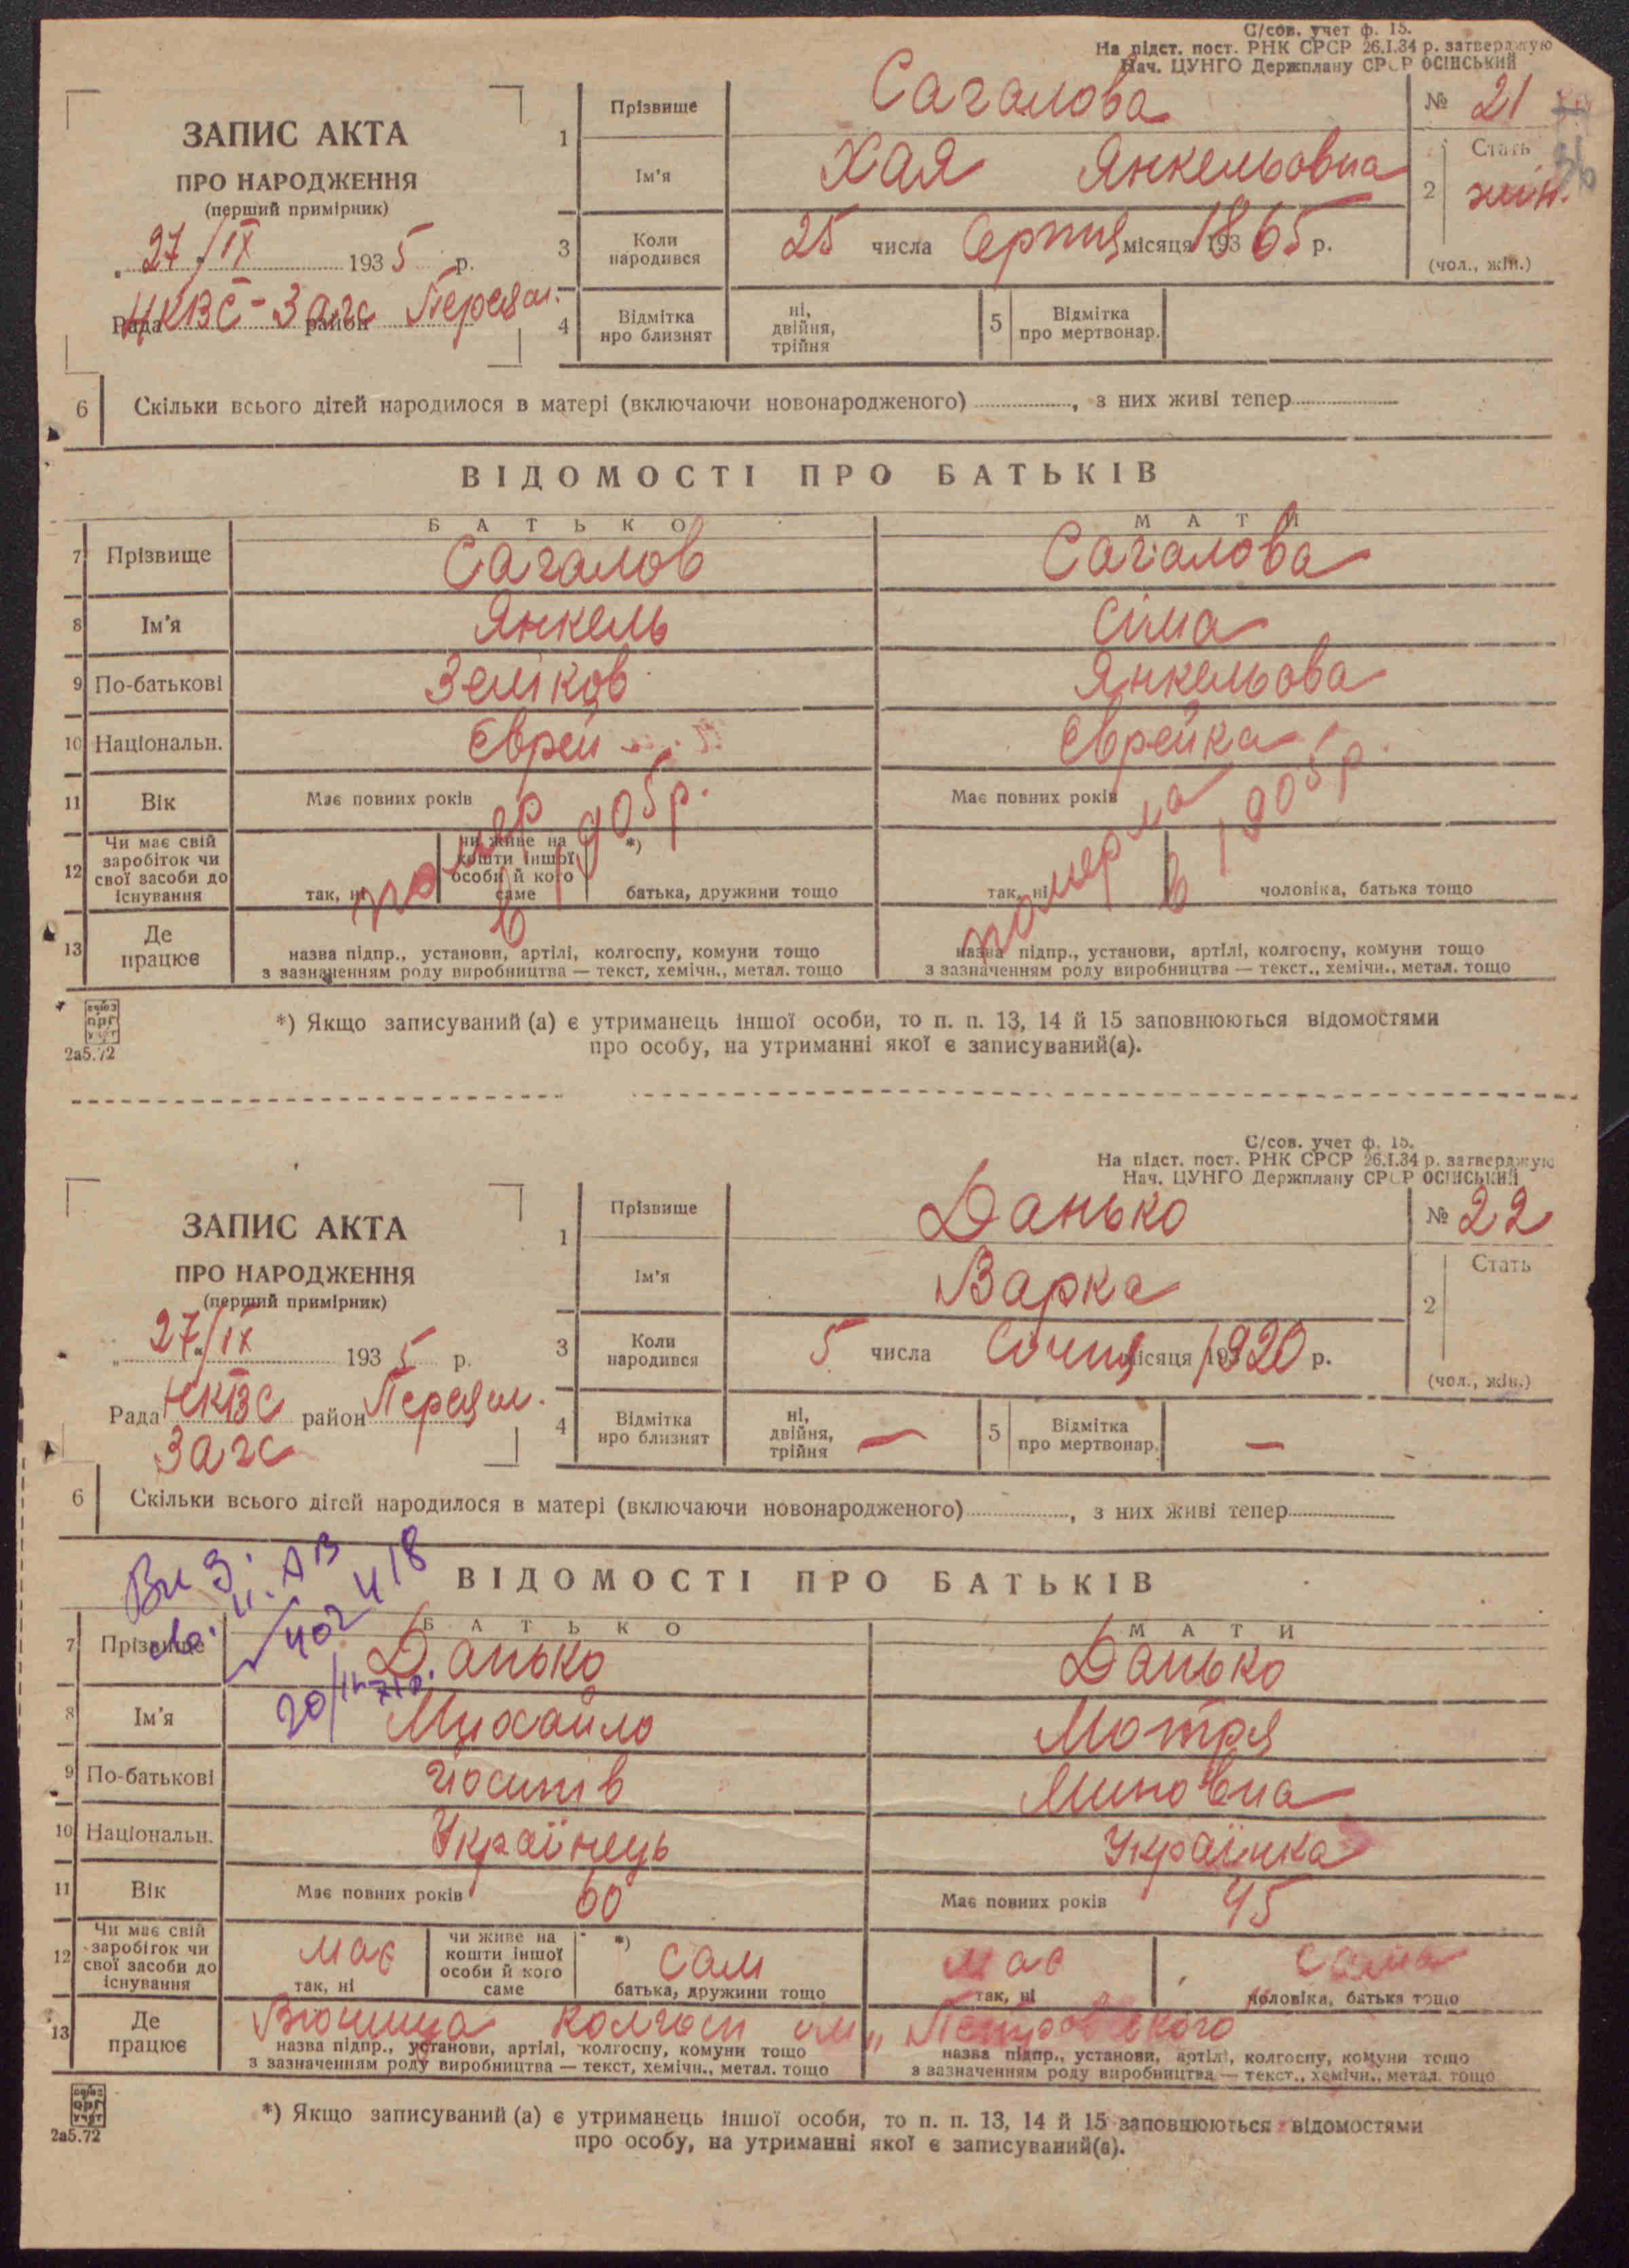 С/сов. учет ф. 15.
На підст. пост. РНК СРСР 26.I.34 р. затверджую
Нач. ЦУНГО Держплану СРСР ОСІНСЬКИЙ
ЗАПИС АКТА
ПРО НАРОДЖЕННЯ
(перший примірник)
27/IX 1935 р.
Рада НКВС-Загс район Переяш.
1 Прізвище Сагалова
Ім'я Хая Янкельовна
№ 21
2 Стать жін.
(чол., жін.)
3 Коли народився 25 числа Серпня місяця 193 1865 р.
4 Відмітка про близнят ні, двійня, трійня
5 Відмітка про мертвонар.
6 Скільки всього дітей народилося в матері (включаючи новонародженого) , з них живі тепер
ВІДОМОСТІ ПРО БАТЬКІВ
БАТЬКО МАТИ
7 Прізвище Сагалов Сагалова
8 Ім'я Янкель Сіма
9 По-батькові Зеліков Янкельова
10 Національн. Єврей Єврейка
11 Вік Має повних років Має повних років
помер в 1905 р. померла в 1905 р.
12 Чи має свій заробіток чи свої засоби до існування так, ні чи живе на кошти іншої особи й кого саме *) батька, дружини тощо так, ні чоловіка, батька тощо
13 Де працює назва підпр., установи, артілі, колгоспу, комуни тощо назва підпр., установи, артілі, колгоспу, комуни тощо
з зазначенням роду виробництва — текст, хемічн., метал. тощо з зазначенням роду виробництва — текст., хемічн., метал. тощо
2а5.72
*) Якщо записуваний (а) є утриманець іншої особи, то п. п. 13, 14 й 15 заповнюються відомостями
про особу, на утриманні якої є записуваний(а).
С/сов. учет ф. 15.
На підст. пост. РНК СРСР 26.I.34 р. затверджую
Нач. ЦУНГО Держплану СРСР ОСІНСЬКИЙ
ЗАПИС АКТА
ПРО НАРОДЖЕННЯ
(перший примірник)
27/IX 1935 р.
Рада НКВС район Переяш.
Загс
1 Прізвище Данько
Ім'я Варка
№ 22
2 Стать
(чол., жін.)
3 Коли народився 5 числа Січня місяця 193 1920 р.
4 Відмітка про близнят ні, двійня, трійня —
5 Відмітка про мертвонар. —
6 Скільки всього дітей народилося в матері (включаючи новонародженого) , з них живі тепер
ВІДОМОСТІ ПРО БАТЬКІВ
БАТЬКО МАТИ
7 Прізвище Данько Данько
8 Ім'я Михайло Мотря
9 По-батькові Йосипів Миновна
10 Національн. Українець Українка
11 Вік Має повних років 60 Має повних років 45
12 Чи має свій заробіток чи свої засоби до існування має так, ні чи живе на кошти іншої особи й кого саме *) сам батька, дружини тощо має так, ні сама чоловіка, батька тощо
13 Де працює Вюниця колгосп ім. „Петровського
назва підпр., установи, артілі, колгоспу, комуни тощо назва підпр., установи, артілі, колгоспу, комуни тощо
з зазначенням роду виробництва — текст, хемічн., метал. тощо з зазначенням роду виробництва — текст., хемічн., метал. тощо
2а5.72
*) Якщо записуваний (а) є утриманець іншої особи, то п. п. 13, 14 й 15 заповнюються відомостями
про особу, на утриманні якої є записуваний(а).